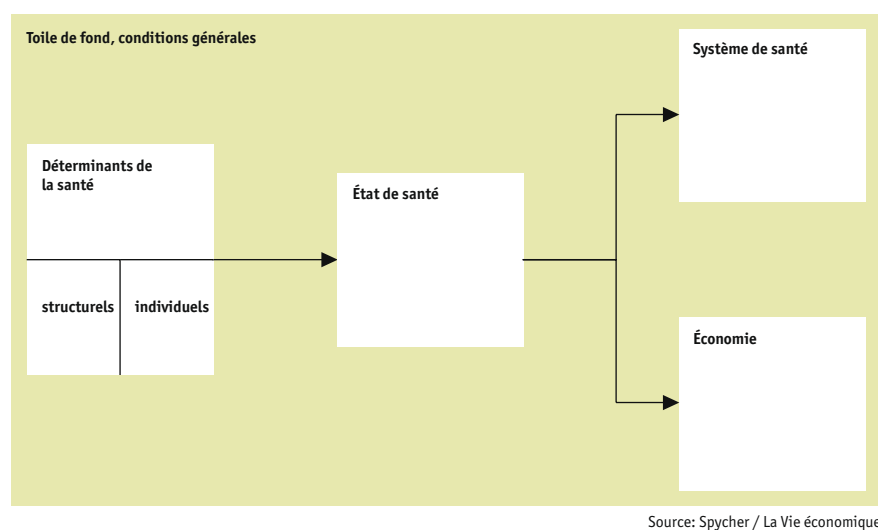 Toile de fond, conditions générales
Système de santé
Déterminants de
la santé
État de santé
structurels
individuels
Économie
Source: Spycher / La Vie économique